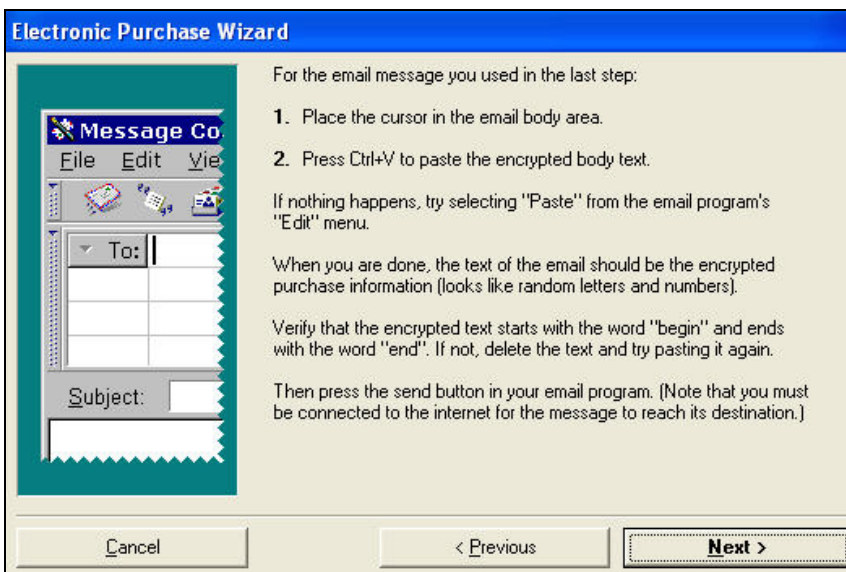 Electronic Purchase Wizard
Message Co
File Edit Vie
To:
Subject:
For the email message you used in the last step:
1. Place the cursor in the email body area.
2. Press Ctrl+V to paste the encrypted body text.
If nothing happens, try selecting "Paste" from the email program's
"Edit" menu.
When you are done, the text of the email should be the encrypted
purchase information (looks like random letters and numbers).
Verify that the encrypted text starts with the word "begin" and ends
with the word "end". If not, delete the text and try pasting it again.
Then press the send button in your email program. (Note that you must
be connected to the internet for the message to reach its destination.)
Cancel < Previous Next >